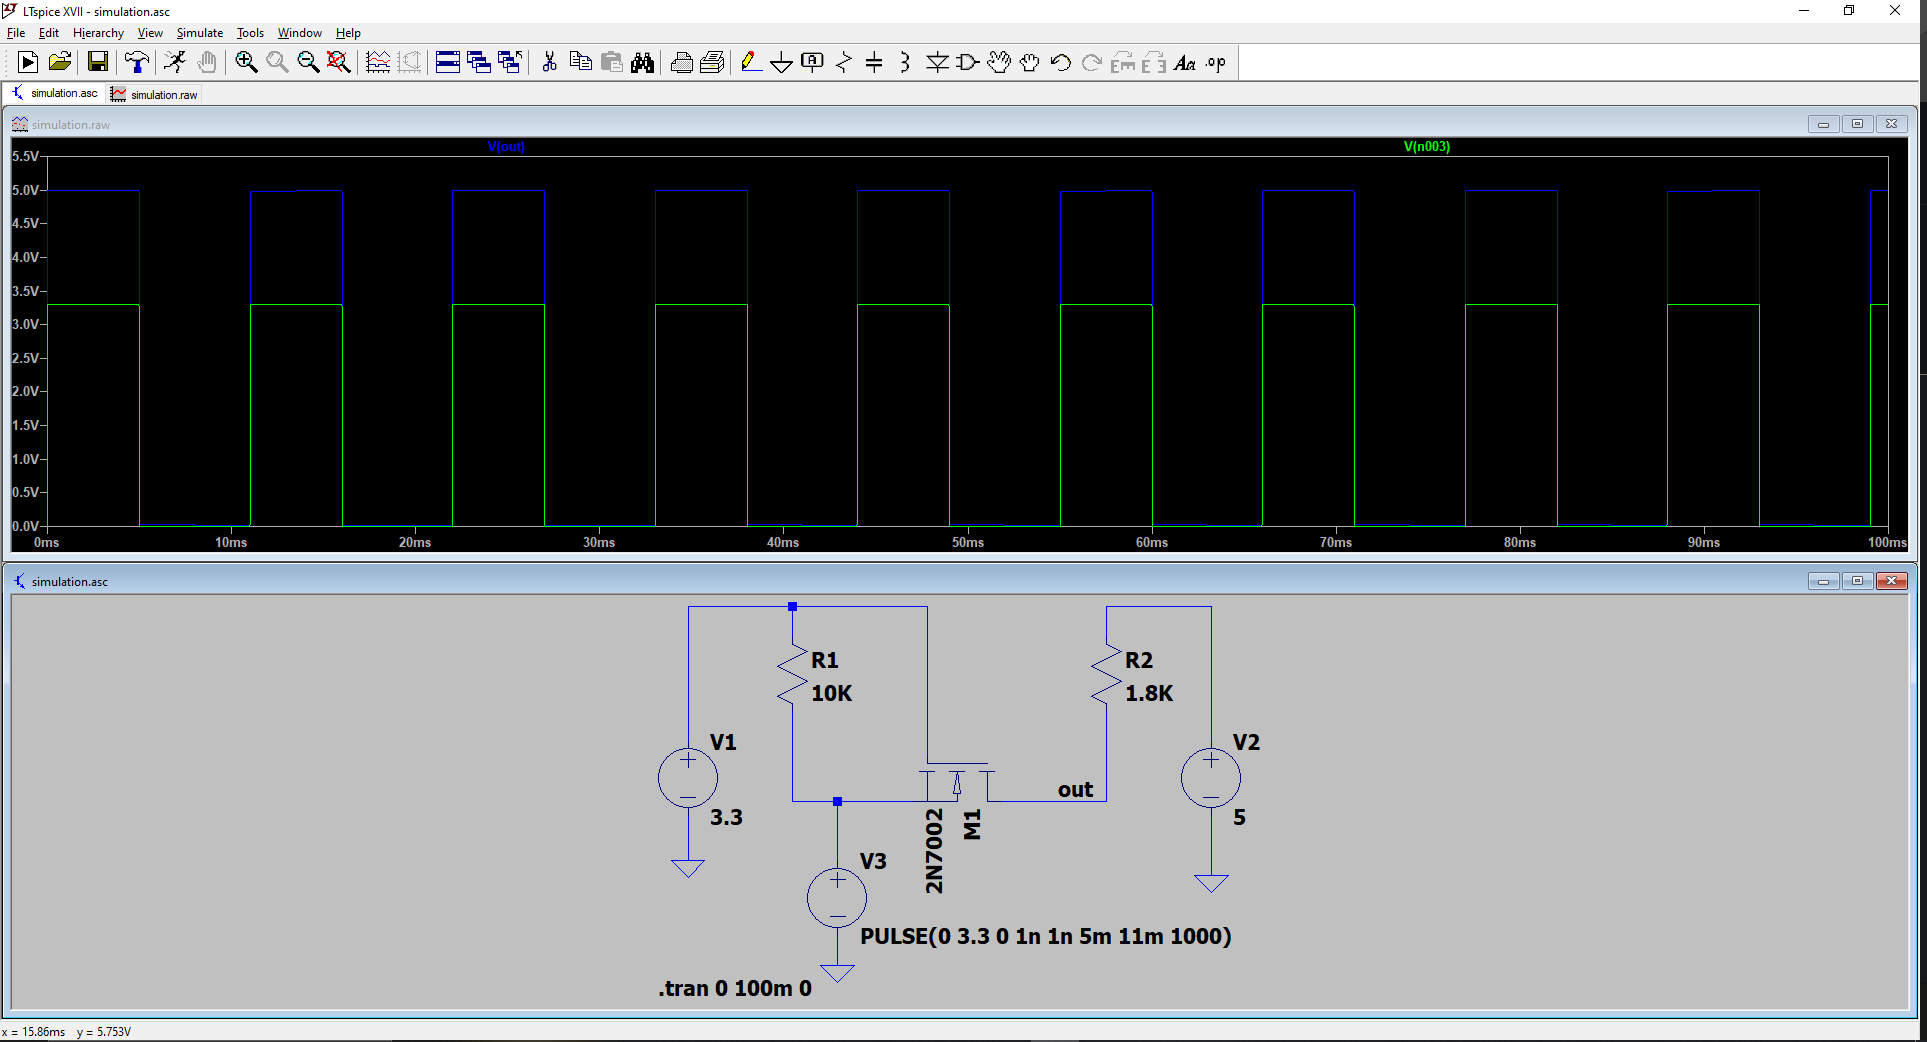 LTspice XVII - simulation.asc
File Edit Hierarchy View Simulate Tools Window Help
.op
simulation.asc simulation.raw
simulation.raw
V(out) V(n003)
5.5V
5.0V
4.5V
4.0V
3.5V
3.0V
2.5V
2.0V
1.5V
1.0V
0.5V
0.0V
0ms 10ms 20ms 30ms 40ms 50ms 60ms 70ms 80ms 90ms 100ms
simulation.asc
R1
10K
R2
1.8K
V1
3.3
V2
5
out
2N7002
M1
V3
PULSE(0 3.3 0 1n 1n 5m 11m 1000)
.tran 0 100m 0
x = 15.86ms y = 5.753V